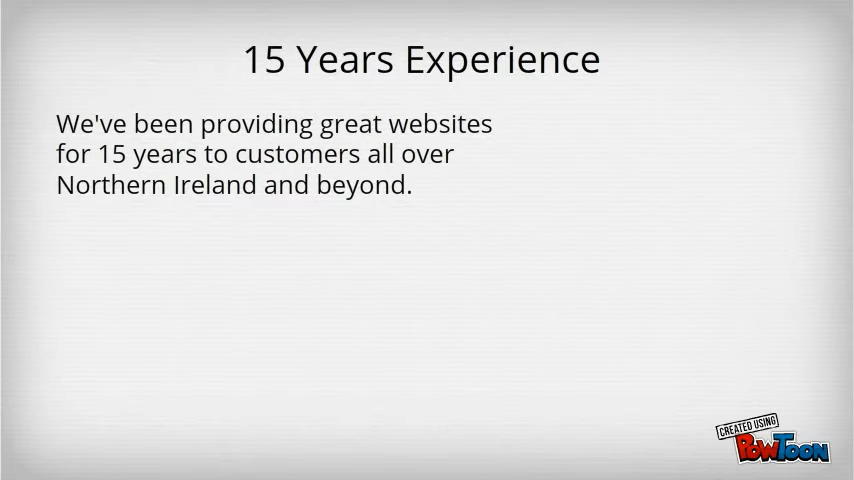 15 Years Experience
We've been providing great websites
for 15 years to customers all over
Northern Ireland and beyond.
CREATED USING
POWTOON